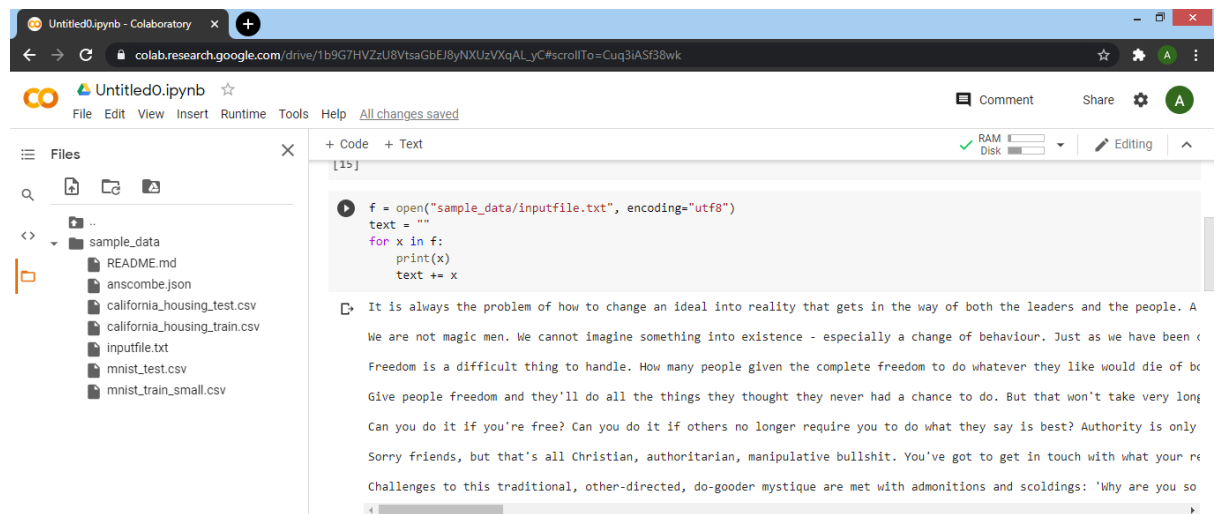 Untitled0.ipynb - Colaboratory
colab.research.google.com/drive/1b9G7HVZzU8VtsaGbEJ8yNXUzVXqAL_yC#scrollTo=Cuq3iASf38wk
A
CO
Untitled0.ipynb
Comment
Share
A
File Edit View Insert Runtime Tools Help All changes saved
Files
+ Code + Text
RAM
Disk
Editing
[15]
..
sample_data
README.md
anscombe.json
california_housing_test.csv
california_housing_train.csv
inputfile.txt
mnist_test.csv
mnist_train_small.csv
f = open("sample_data/inputfile.txt", encoding="utf8")
text = ""
for x in f:
    print(x)
    text += x
It is always the problem of how to change an ideal into reality that gets in the way of both the leaders and the people. A
We are not magic men. We cannot imagine something into existence - especially a change of behaviour. Just as we have been
Freedom is a difficult thing to handle. How many people given the complete freedom to do whatever they like would die of
Give people freedom and they'll do all the things they thought they never had a chance to do. But that won't take very long
Can you do it if you're free? Can you do it if others no longer require you to do what they say is best? Authority is only
Sorry friends, but that's all Christian, authoritarian, manipulative bullshit. You've got to get in touch with what your
Challenges to this traditional, other-directed, do-gooder mystique are met with admonitions and scoldings: 'Why are you so